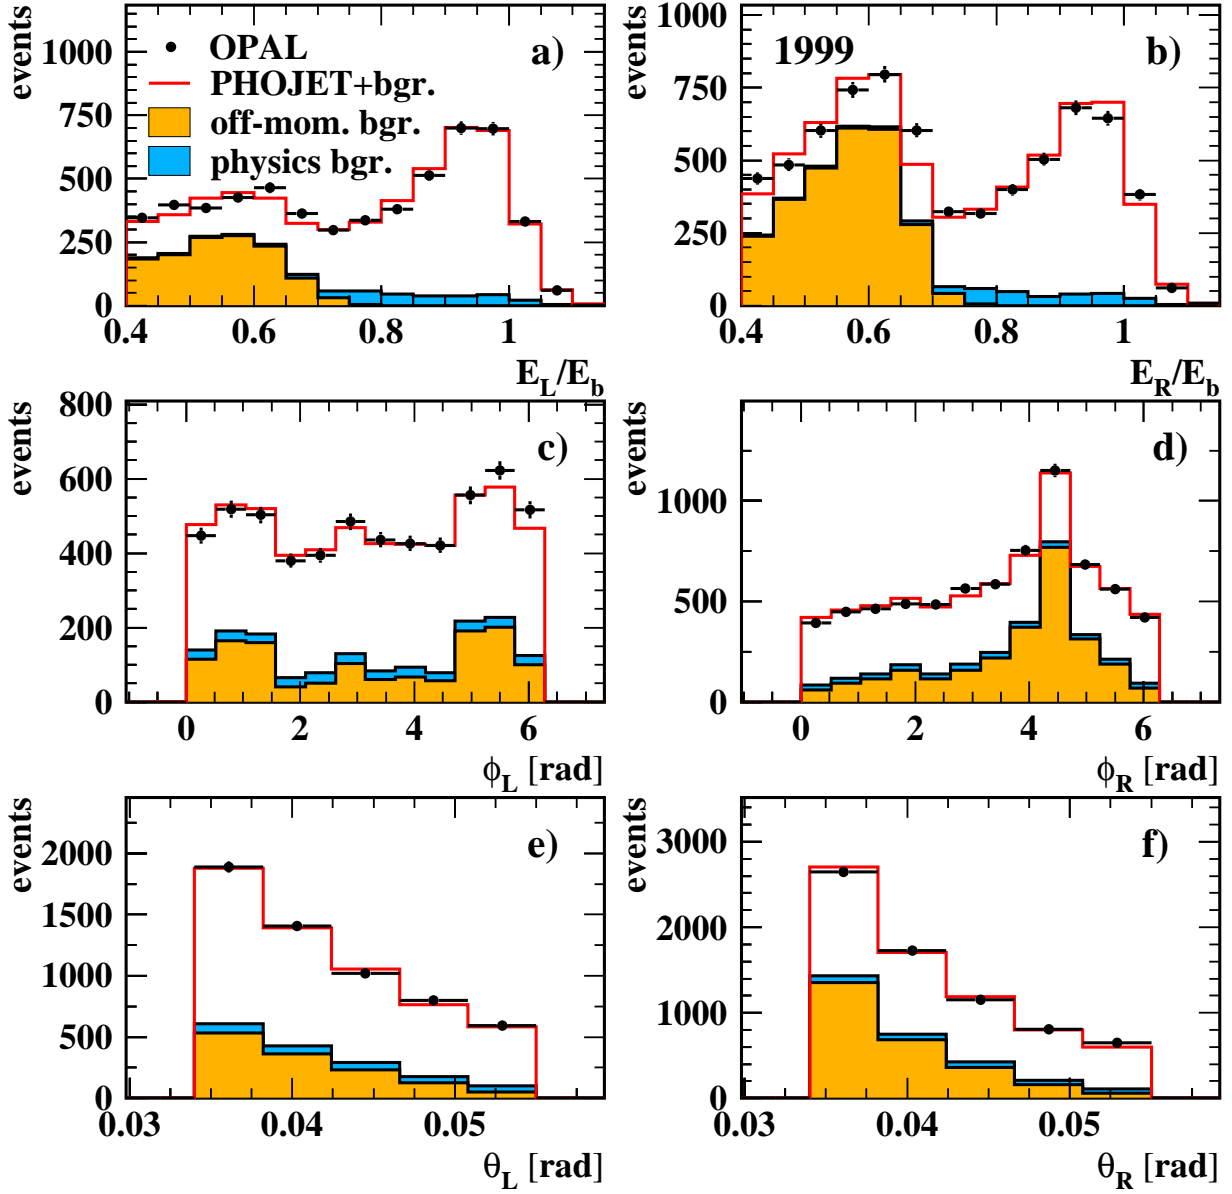 events
1000
750
500
250
0
0.4
0.6
0.8
1
E_L/E_b
a)
OPAL
PHOJET+bgr.
off-mom. bgr.
physics bgr.
events
1000
750
500
250
0
0.4
0.6
0.8
1
E_R/E_b
1999
b)
events
800
600
400
200
0
0
2
4
6
ϕ_L [rad]
c)
events
1000
500
0
0
2
4
6
ϕ_R [rad]
d)
events
2000
1500
1000
500
0
0.03
0.04
0.05
θ_L [rad]
e)
events
3000
2000
1000
0
0.03
0.04
0.05
θ_R [rad]
f)